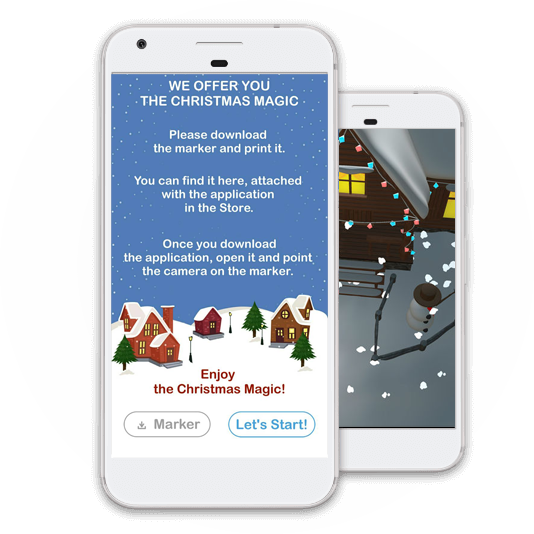 WE OFFER YOU
THE CHRISTMAS MAGIC
Please download
the marker and print it.
You can find it here, attached
with the application
in the Store.
Once you download
the application, open it and point
the camera on the marker.
Enjoy
the Christmas Magic!
Marker
Let's Start!